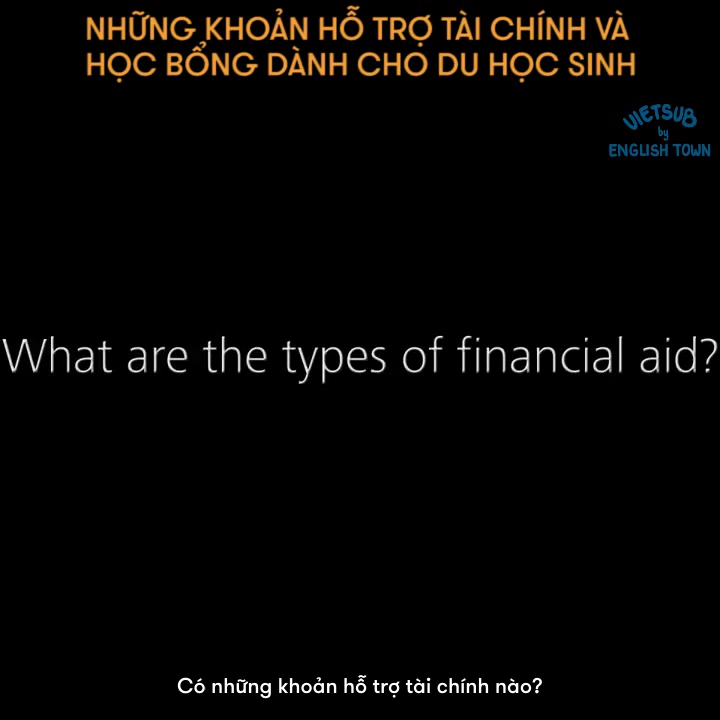 NHỮNG KHOẢN HỖ TRỢ TÀI CHÍNH VÀ
HỌC BỔNG DÀNH CHO DU HỌC SINH
VIETSUB
by
ENGLISH TOWN
What are the types of financial aid?
Có những khoản hỗ trợ tài chính nào?